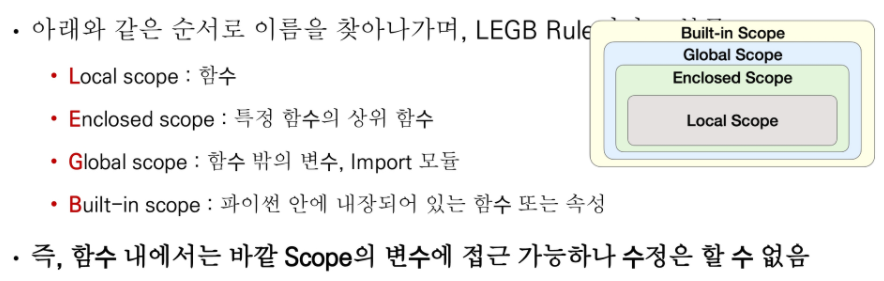 • 아래와 같은 순서로 이름을 찾아나가며, LEGB Rule
• Local scope : 함수
• Enclosed scope : 특정 함수의 상위 함수
• Global scope : 함수 밖의 변수, Import 모듈
• Built-in scope : 파이썬 안에 내장되어 있는 함수 또는 속성
• 즉, 함수 내에서는 바깥 Scope의 변수에 접근 가능하나 수정은 할 수 없음
Built-in Scope
Global Scope
Enclosed Scope
Local Scope